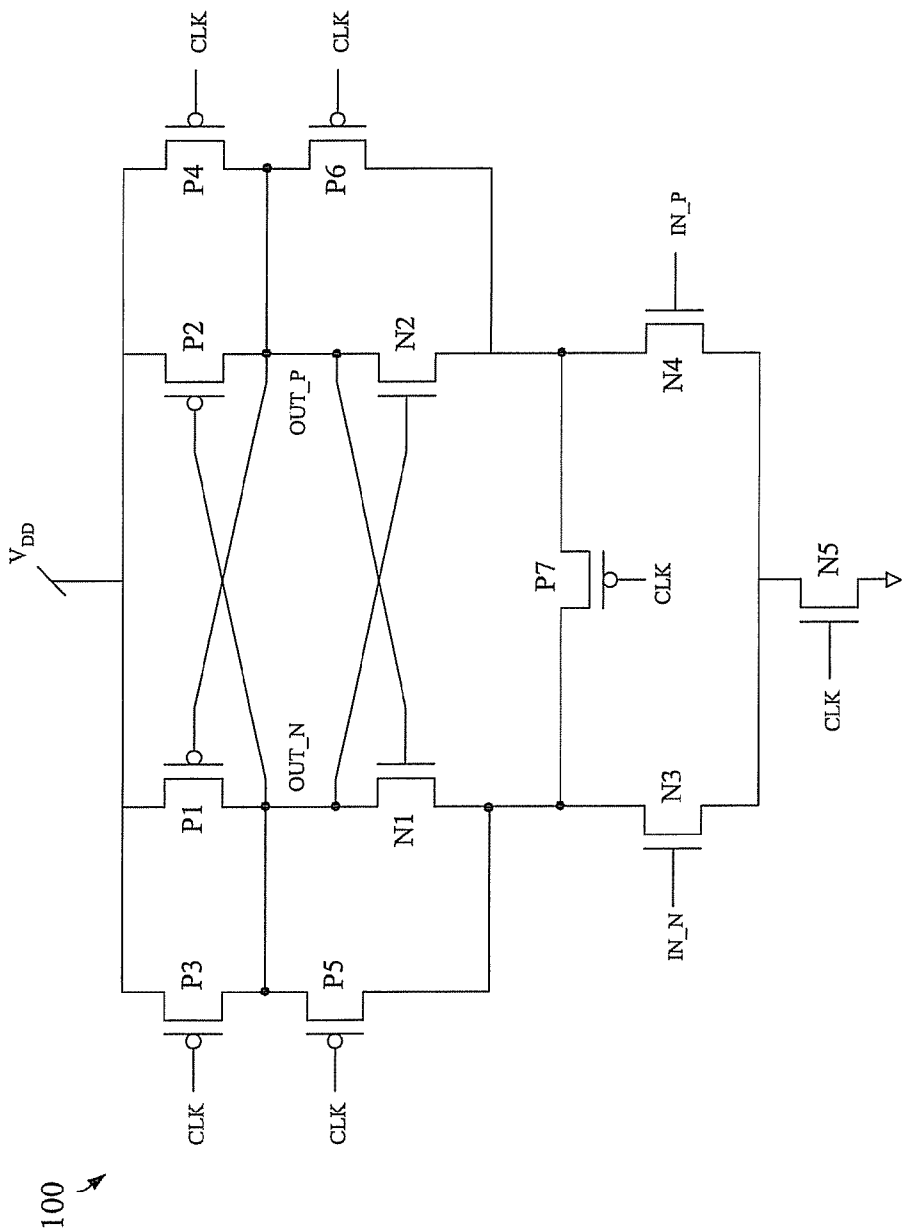 V_DD
CLK
P3
P1
P2
P4
CLK
OUT_N
OUT_P
CLK
P5
N1
N2
P6
CLK
P7
CLK
IN_N
N3
N4
IN_P
CLK
N5
100